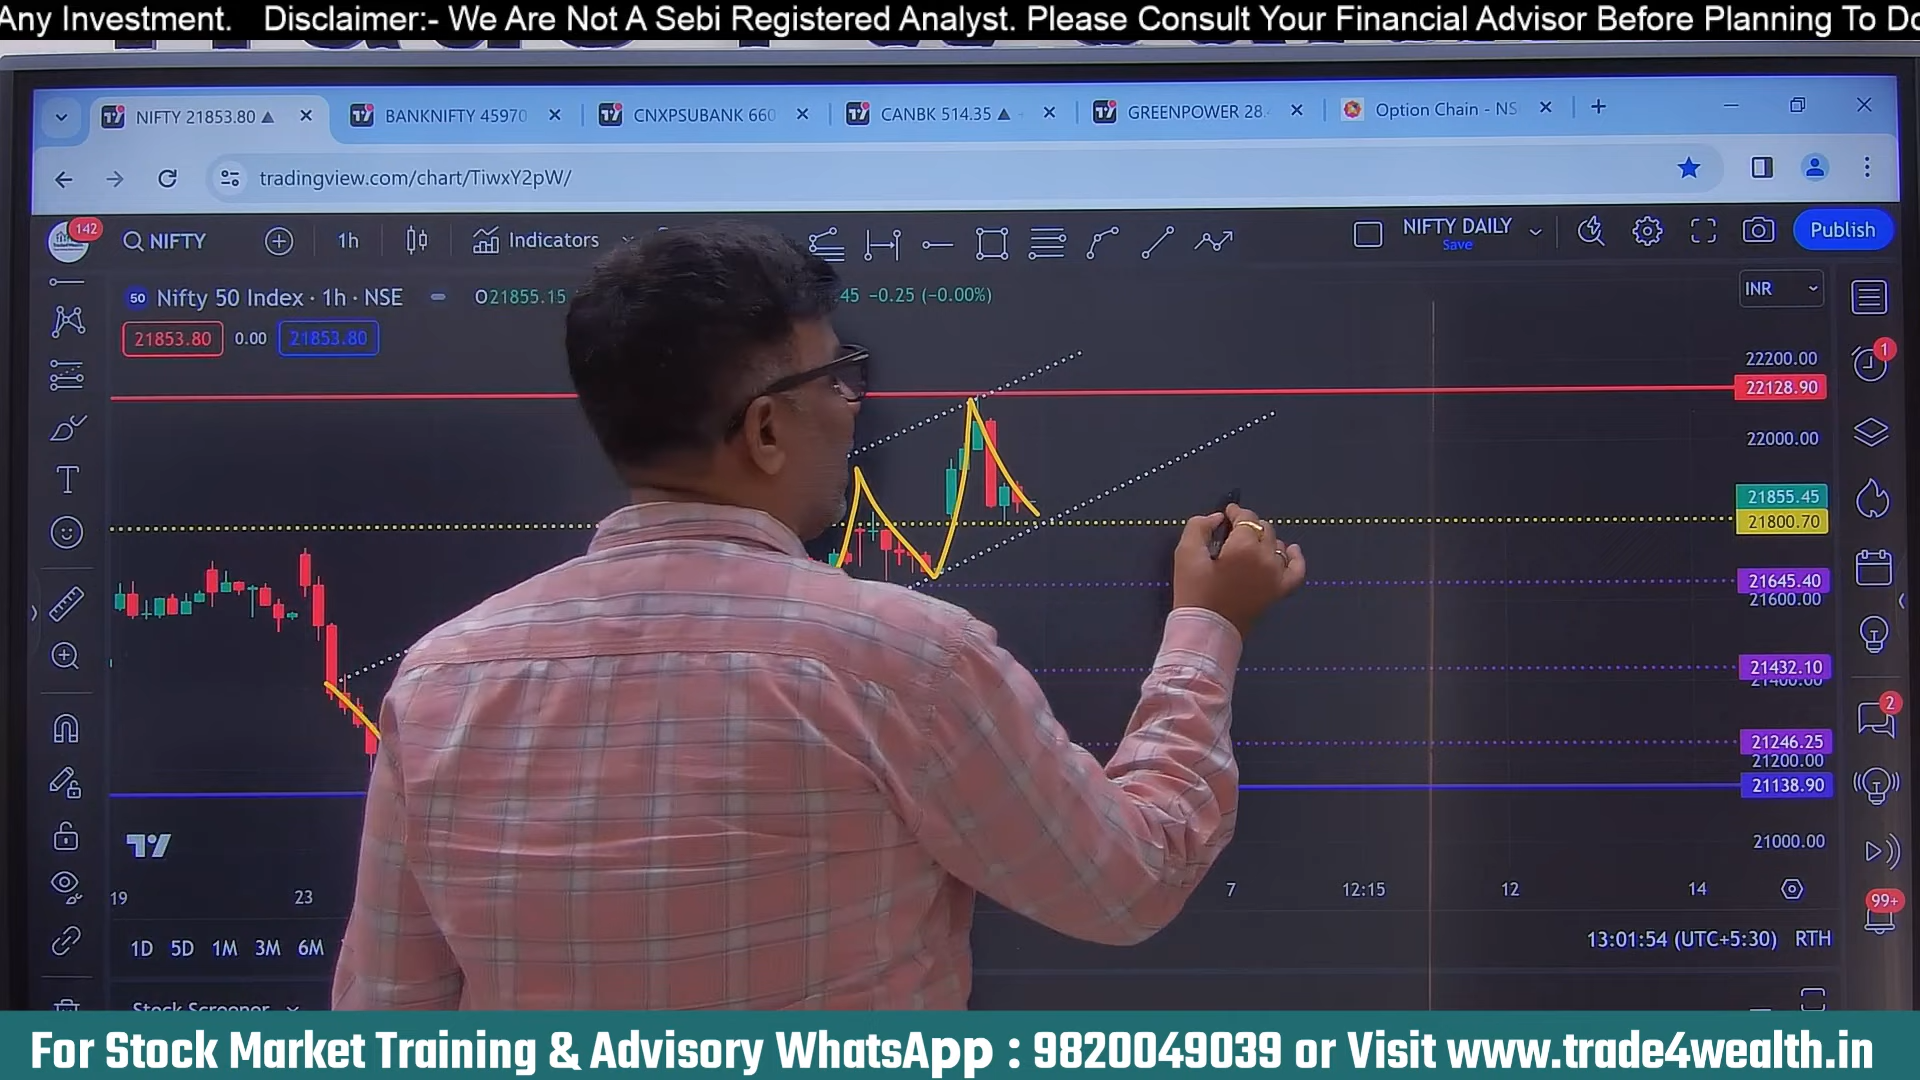 Any Investment. Disclaimer:- We Are Not A Sebi Registered Analyst. Please Consult Your Financial Advisor Before Planning To Do
NIFTY 21853.80 ▲
BANKNIFTY 45970
CNXPSUBANK 660
CANBK 514.35 ▲
GREENPOWER 28.
Option Chain - NS
tradingview.com/chart/TiwxY2pW/
142
NIFTY
1h
Indicators
NIFTY DAILY
Save
Publish
50 Nifty 50 Index · 1h · NSE
O21855.15
45 −0.25 (−0.00%)
INR
21853.80 0.00 21853.80
1
22200.00
22128.90
22000.00
21855.45
21800.70
21645.40
21600.00
21432.10
21400.00
2
21246.25
21200.00
21138.90
21000.00
19 23 7 12:15 12 14
99+
1D 5D 1M 3M 6M
13:01:54 (UTC+5:30) RTH
Stock Screener
For Stock Market Training & Advisory WhatsApp : 9820049039 or Visit www.trade4wealth.in